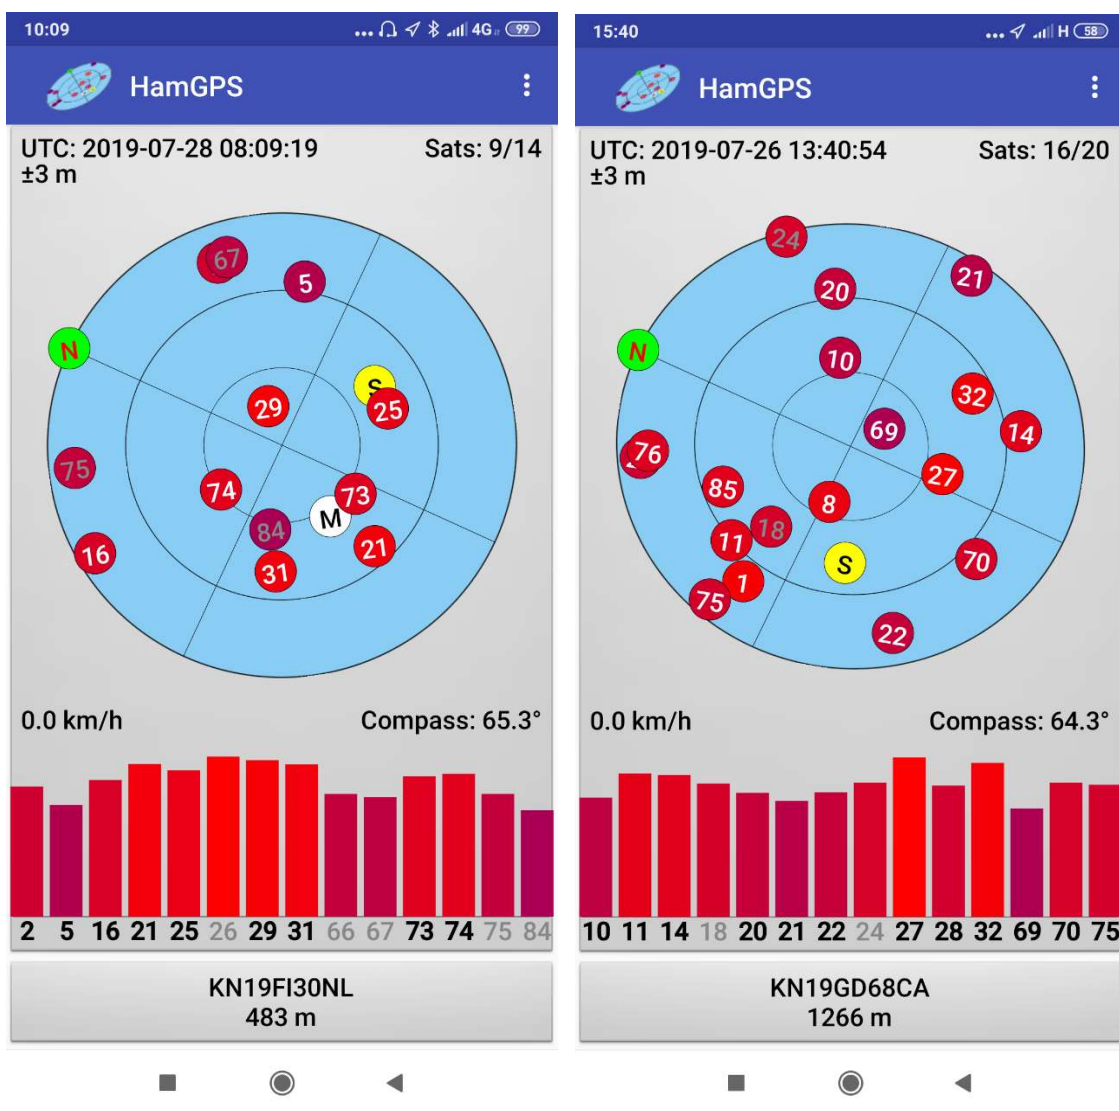 10:09
... 4G 99
HamGPS
UTC: 2019-07-28 08:09:19
Sats: 9/14
±3 m
67
5
N
S
29
25
75
74
73
M
84
16
21
31
0.0 km/h
Compass: 65.3°
2 5 16 21 25 26 29 31 66 67 73 74 75 84
KN19FI30NL
483 m
15:40
... H 58
HamGPS
UTC: 2019-07-26 13:40:54
Sats: 16/20
±3 m
24
21
20
N
10
32
69
14
76
27
85
8
18
11
S
70
1
75
22
0.0 km/h
Compass: 64.3°
10 11 14 18 20 21 22 24 27 28 32 69 70 75
KN19GD68CA
1266 m